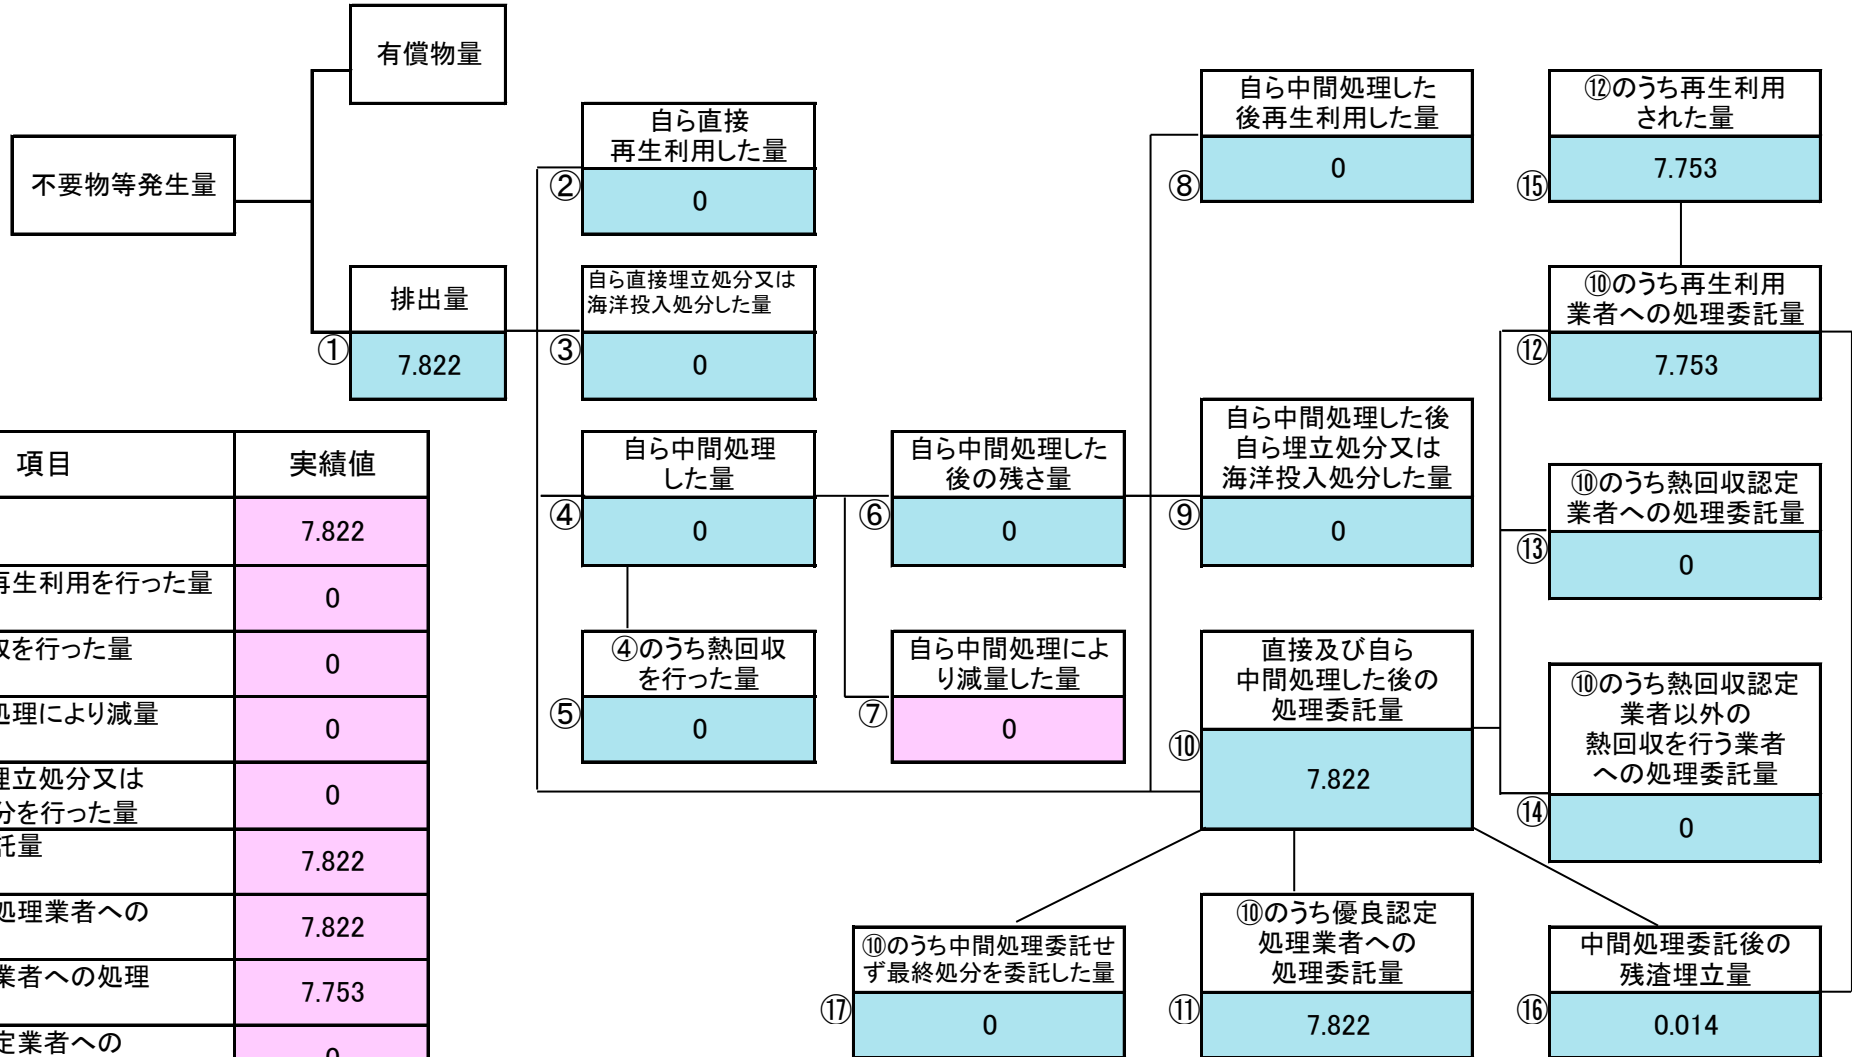 有償物量
不要物等発生量
排出量
①
7.822
自ら直接
再生利用した量
②
0
自ら直接埋立処分又は
海洋投入処分した量
③
0
自ら中間処理
した量
④
0
④のうち熱回収
を行った量
⑤
0
自ら中間処理した
後の残さ量
⑥
0
自ら中間処理によ
り減量した量
⑦
0
自ら中間処理した
後再生利用した量
⑧
0
自ら中間処理した後
自ら埋立処分又は
海洋投入処分した量
⑨
0
直接及び自ら
中間処理した後の
処理委託量
⑩
7.822
⑩のうち優良認定
処理業者への
処理委託量
⑪
7.822
⑩のうち中間処理委託せ
ず最終処分を委託した量
⑰
0
⑫のうち再生利用
された量
⑮
7.753
⑩のうち再生利用
業者への処理委託量
⑫
7.753
⑩のうち熱回収認定
業者への処理委託量
⑬
0
⑩のうち熱回収認定
業者以外の
熱回収を行う業者
への処理委託量
⑭
0
中間処理委託後の
残渣埋立量
⑯
0.014
項目 実績値
7.822
再生利用を行った量 0
を行った量 0
処理により減量 0
埋立処分又は
分を行った量 0
託量 7.822
処理業者への 7.822
業者への処理 7.753
定業者への 0